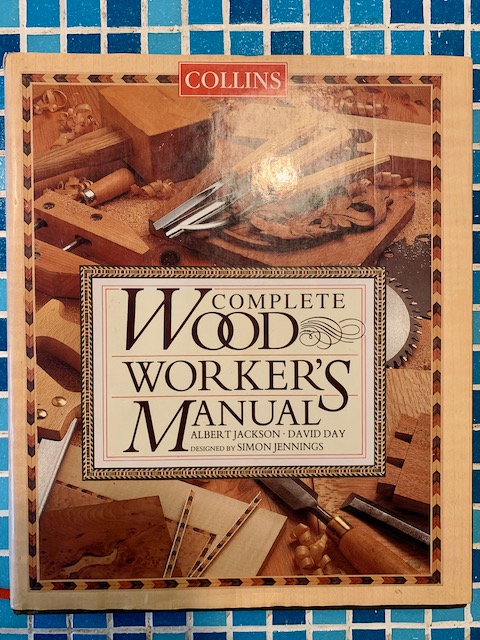 COLLINS
COMPLETE
WOOD
WORKER'S
MANUAL
ALBERT JACKSON · DAVID DAY
DESIGNED BY SIMON JENNINGS